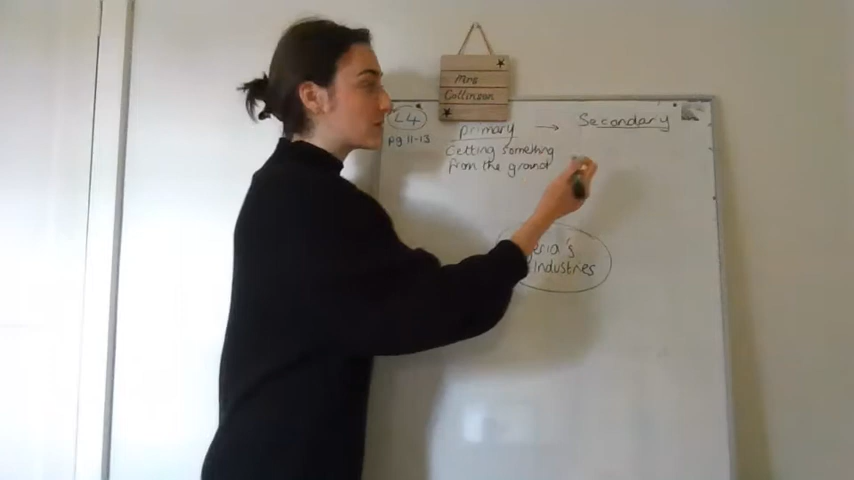 Mrs
Collinson
L4
pg 11-13
primary → Secondary
Getting something
from the ground
Industries